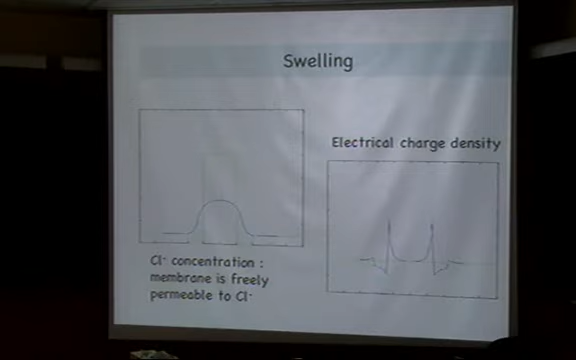 Swelling
Electrical charge density
Cl⁻ concentration :
membrane is freely
permeable to Cl⁻